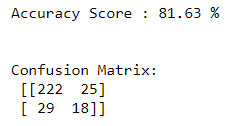 Accuracy Score : 81.63 %
Confusion Matrix:
[[222 25]
[ 29 18]]